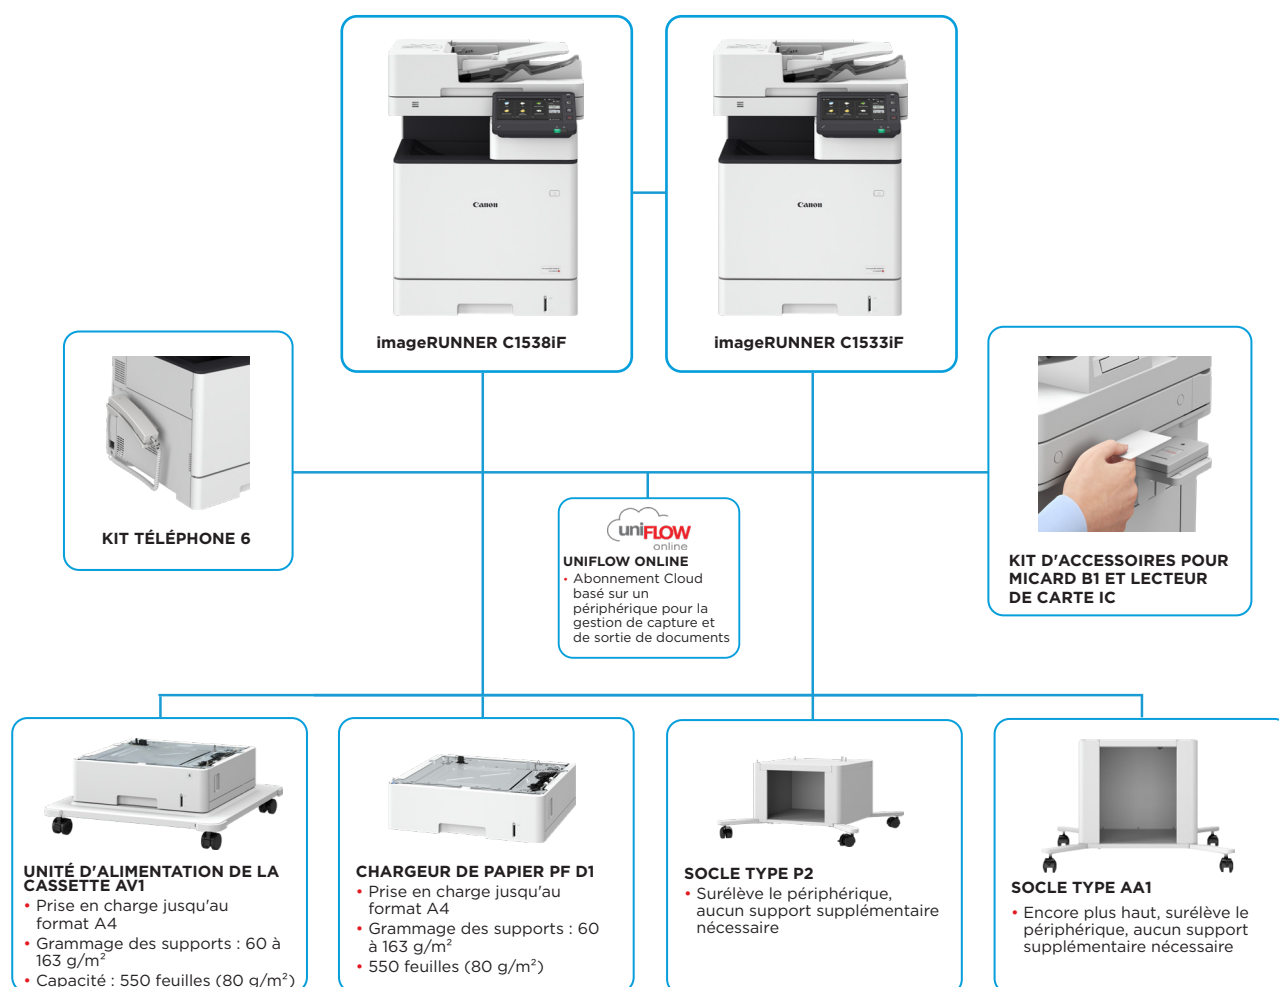 Canon
Canon
imageRUNNER C1538iF
imageRUNNER C1533iF
KIT TÉLÉPHONE 6
uniFLOW
online
UNIFLOW ONLINE
• Abonnement Cloud
basé sur un
périphérique pour la
gestion de capture et
de sortie de documents
KIT D'ACCESSOIRES POUR
MICARD B1 ET LECTEUR
DE CARTE IC
UNITÉ D'ALIMENTATION DE LA
CASSETTE AV1
• Prise en charge jusqu'au
format A4
• Grammage des supports : 60 à
163 g/m²
• Capacité : 550 feuilles (80 g/m²)
CHARGEUR DE PAPIER PF D1
• Prise en charge jusqu'au
format A4
• Grammage des supports : 60
à 163 g/m²
• 550 feuilles (80 g/m²)
SOCLE TYPE P2
• Surélève le périphérique,
aucun support supplémentaire
nécessaire
SOCLE TYPE AA1
• Encore plus haut, surélève le
périphérique, aucun support
supplémentaire nécessaire